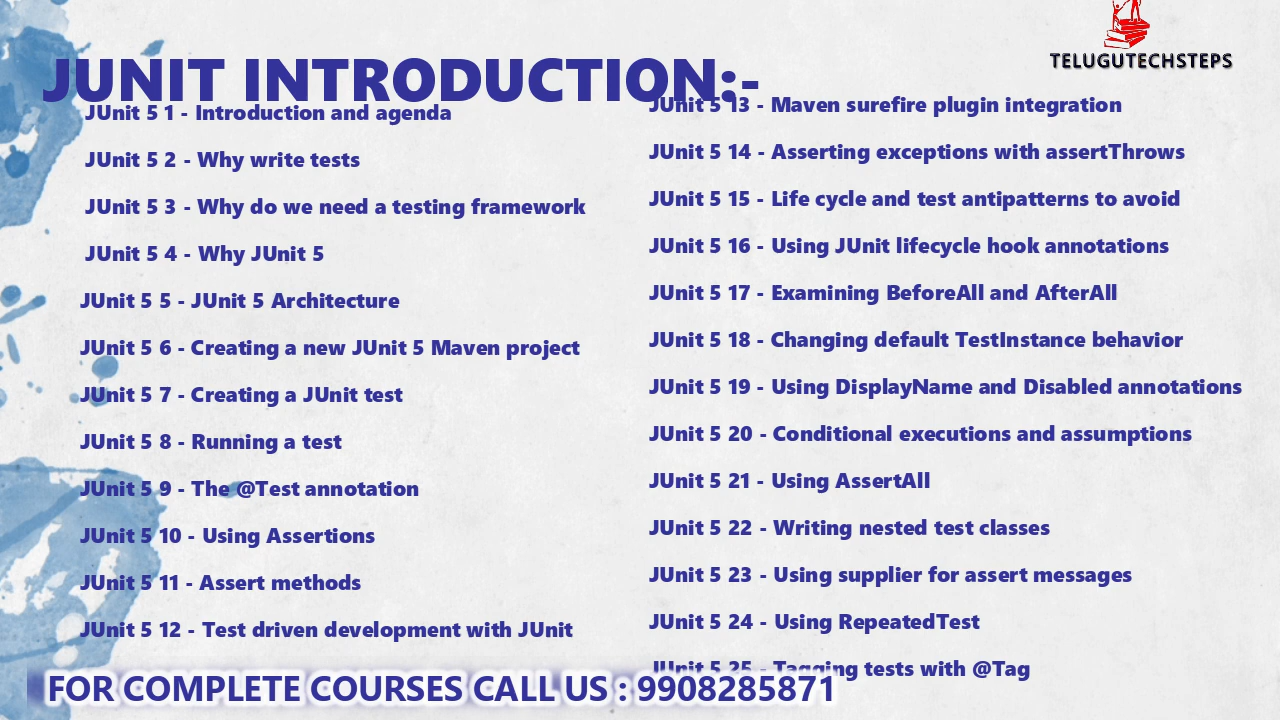 TELUGUTECHSTEPS
JUNIT INTRODUCTION:-
JUnit 5 1 - Introduction and agenda
JUnit 5 2 - Why write tests
JUnit 5 3 - Why do we need a testing framework
JUnit 5 4 - Why JUnit 5
JUnit 5 5 - JUnit 5 Architecture
JUnit 5 6 - Creating a new JUnit 5 Maven project
JUnit 5 7 - Creating a JUnit test
JUnit 5 8 - Running a test
JUnit 5 9 - The @Test annotation
JUnit 5 10 - Using Assertions
JUnit 5 11 - Assert methods
JUnit 5 12 - Test driven development with JUnit
JUnit 5 13 - Maven surefire plugin integration
JUnit 5 14 - Asserting exceptions with assertThrows
JUnit 5 15 - Life cycle and test antipatterns to avoid
JUnit 5 16 - Using JUnit lifecycle hook annotations
JUnit 5 17 - Examining BeforeAll and AfterAll
JUnit 5 18 - Changing default TestInstance behavior
JUnit 5 19 - Using DisplayName and Disabled annotations
JUnit 5 20 - Conditional executions and assumptions
JUnit 5 21 - Using AssertAll
JUnit 5 22 - Writing nested test classes
JUnit 5 23 - Using supplier for assert messages
JUnit 5 24 - Using RepeatedTest
JUnit 5 25 - Tagging tests with @Tag
FOR COMPLETE COURSES CALL US : 9908285871